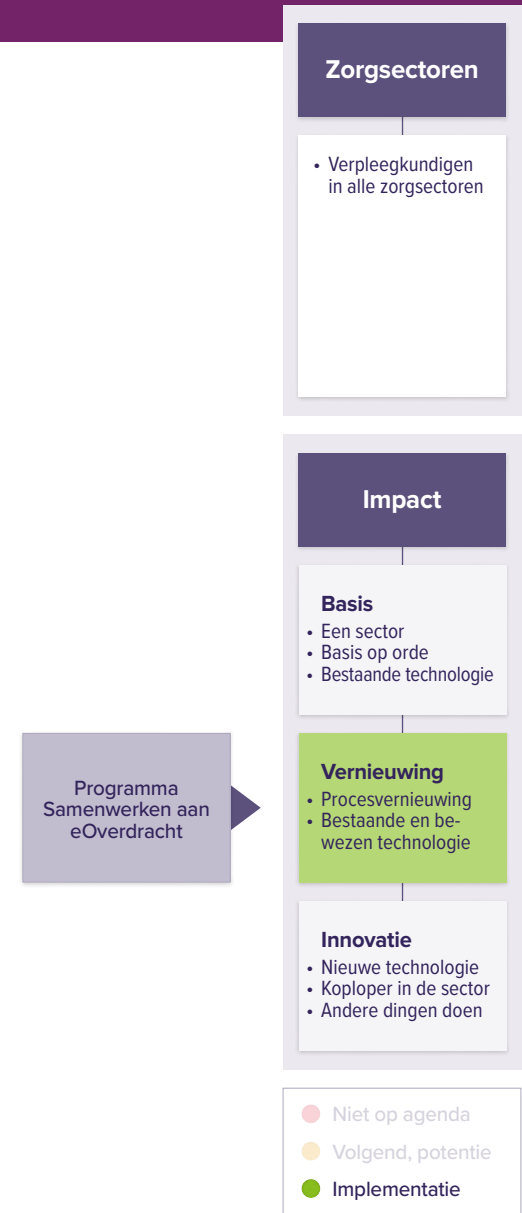 Zorgsectoren
• Verpleegkundigen
in alle zorgsectoren
Impact
Basis
• Een sector
• Basis op orde
• Bestaande technologie
Programma
Samenwerken aan
eOverdracht
Vernieuwing
• Procesvernieuwing
• Bestaande en be-
wezen technologie
Innovatie
• Nieuwe technologie
• Koploper in de sector
• Andere dingen doen
Niet op agenda
Volgend, potentie
Implementatie